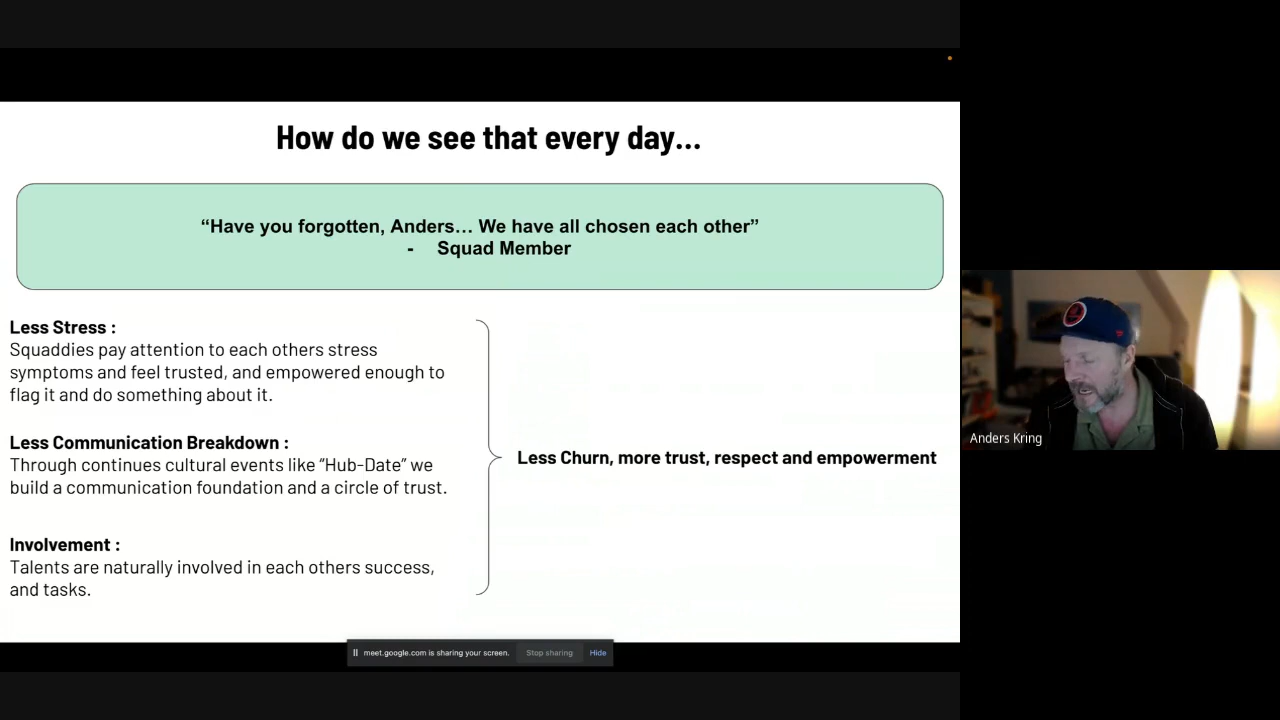 How do we see that every day...
“Have you forgotten, Anders... We have all chosen each other”
- Squad Member
Less Stress :
Squaddies pay attention to each others stress
symptoms and feel trusted, and empowered enough to
flag it and do something about it.
Less Communication Breakdown :
Through continues cultural events like “Hub-Date” we
build a communication foundation and a circle of trust.
Involvement :
Talents are naturally involved in each others success,
and tasks.
Less Churn, more trust, respect and empowerment
Anders Kring
meet.google.com is sharing your screen.
Stop sharing
Hide